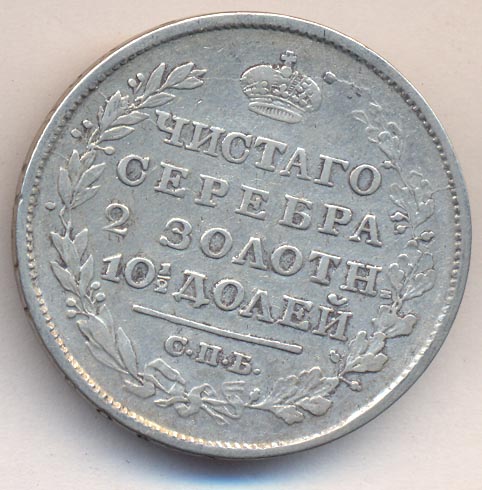 ЧИСТАГО
СЕРЕБРА
2 ЗОЛОТН:
10½ ДОЛЕЙ
С.П.Б.